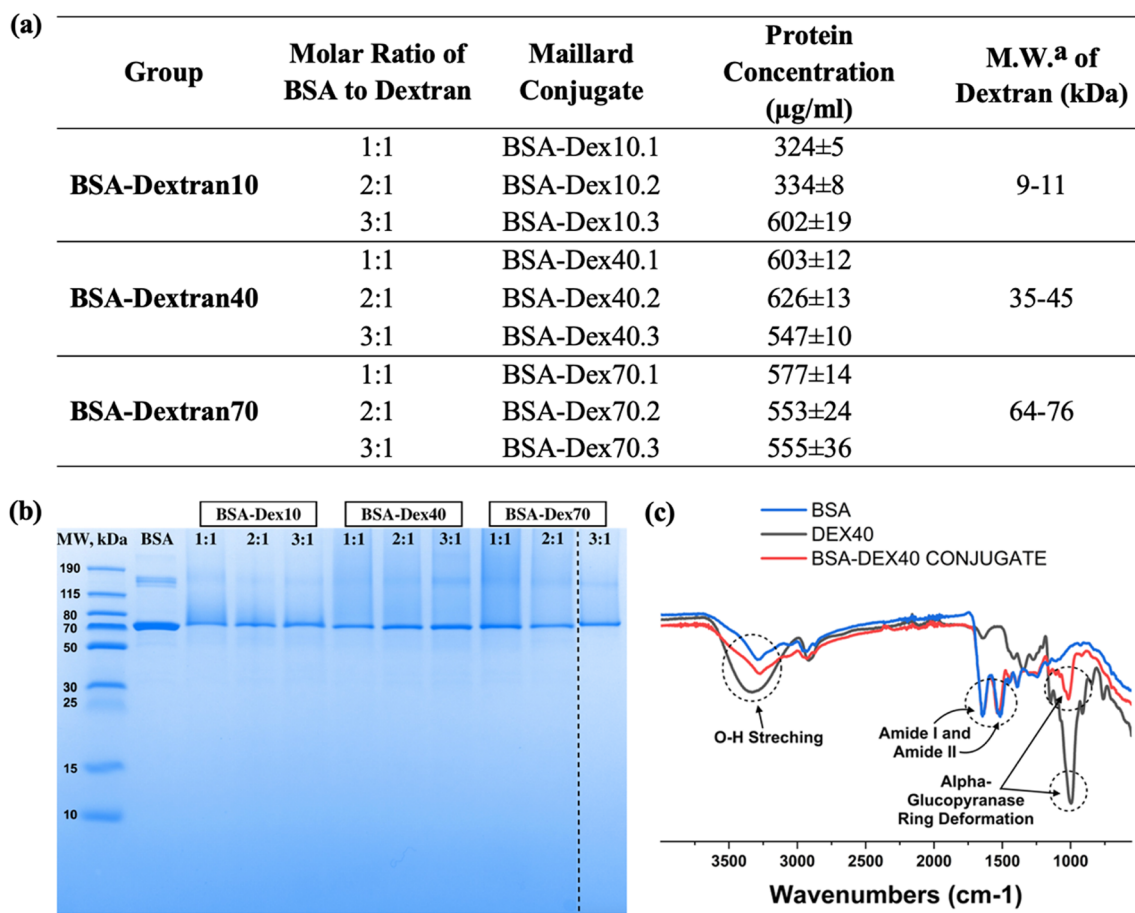 (a)
Group Molar Ratio of BSA to Dextran Maillard Conjugate Protein Concentration (µg/ml) M.W.ª of Dextran (kDa)
BSA-Dextran10 9-11
1:1 BSA-Dex10.1 324±5
2:1 BSA-Dex10.2 334±8
3:1 BSA-Dex10.3 602±19
BSA-Dextran40 35-45
1:1 BSA-Dex40.1 603±12
2:1 BSA-Dex40.2 626±13
3:1 BSA-Dex40.3 547±10
BSA-Dextran70 64-76
1:1 BSA-Dex70.1 577±14
2:1 BSA-Dex70.2 553±24
3:1 BSA-Dex70.3 555±36
(b)
BSA-Dex10 BSA-Dex40 BSA-Dex70
MW, kDa BSA 1:1 2:1 3:1 1:1 2:1 3:1 1:1 2:1 3:1
190
115
80
70
50
30
25
15
10
(c)
BSA
DEX40
BSA-DEX40 CONJUGATE
O-H Streching
Amide I and
Amide II
Alpha-
Glucopyranase
Ring Deformation
3500 3000 2500 2000 1500 1000
Wavenumbers (cm-1)